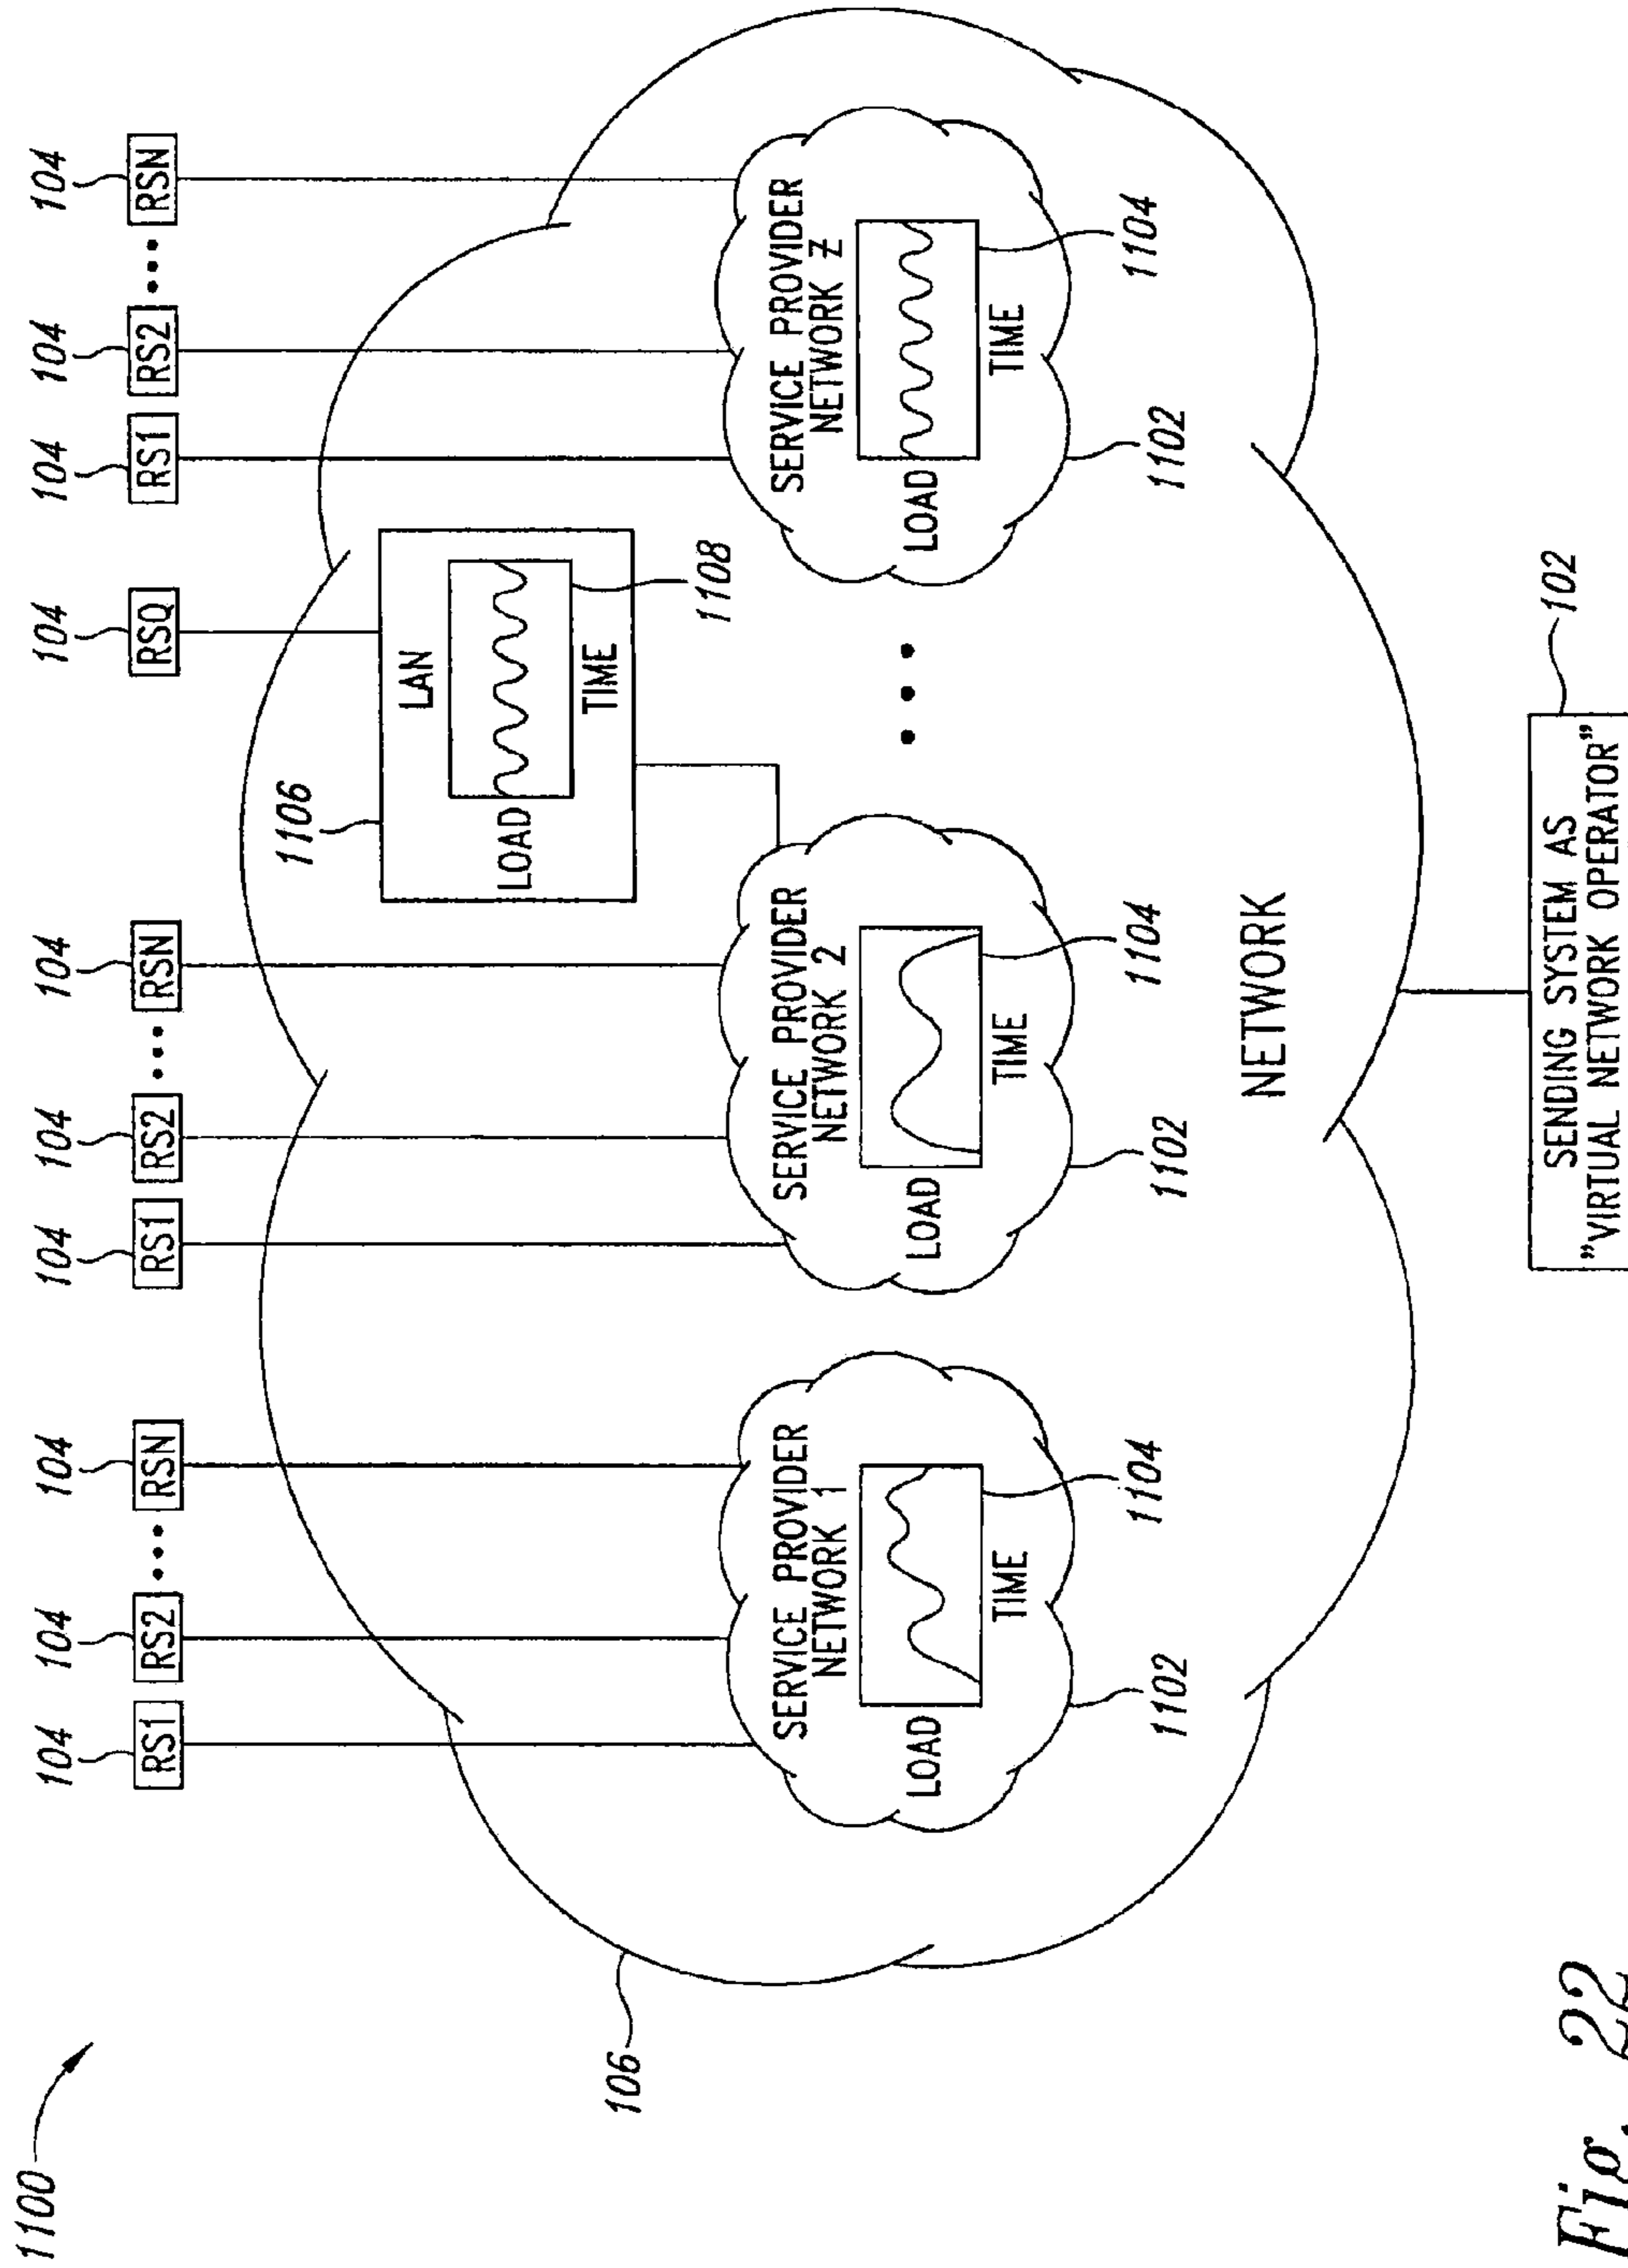 1100
104 104 104 104 104 104 104 104 104 104
RS1 RS2 ••• RSN RS1 RS2 ••• RSN RSQ RS1 RS2 ••• RSN
1106
LAN
LOAD
TIME
1108
106
SERVICE PROVIDER
NETWORK 1
LOAD
TIME
1102
1104
SERVICE PROVIDER
NETWORK 2
LOAD
TIME
1102
1104
•••
SERVICE PROVIDER
NETWORK Z
LOAD
TIME
1102
1104
NETWORK
102
SENDING SYSTEM AS
"VIRTUAL NETWORK OPERATOR"
Fig. 22